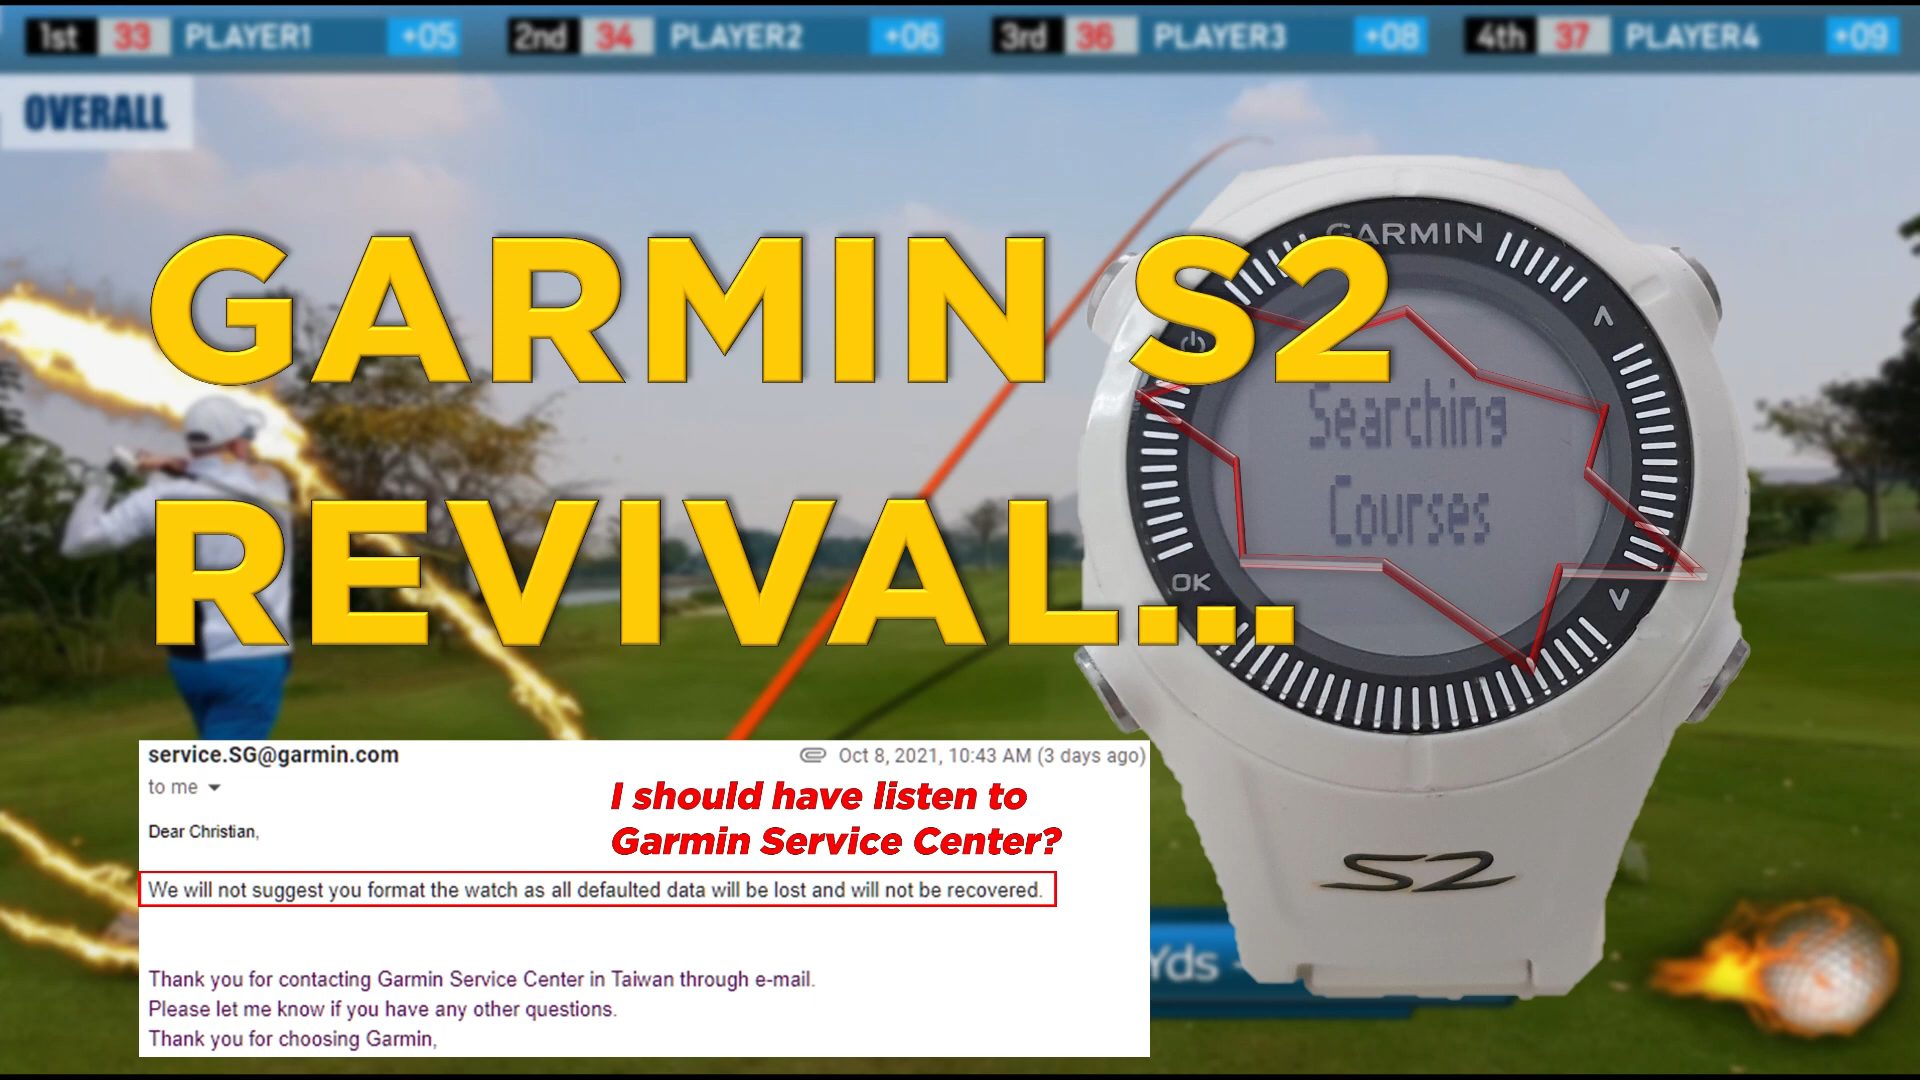 1st 33 PLAYER1 +05 2nd 34 PLAYER2 +06 3rd 36 PLAYER3 +08 4th 37 PLAYER4 +09
OVERALL
GARMIN
GARMIN S2
REVIVAL...
Searching
Courses
OK
S2
Yds -
service.SG@garmin.com Oct 8, 2021, 10:43 AM (3 days ago)
to me
I should have listen to
Garmin Service Center?
Dear Christian,
We will not suggest you format the watch as all defaulted data will be lost and will not be recovered.
Thank you for contacting Garmin Service Center in Taiwan through e-mail.
Please let me know if you have any other questions.
Thank you for choosing Garmin,